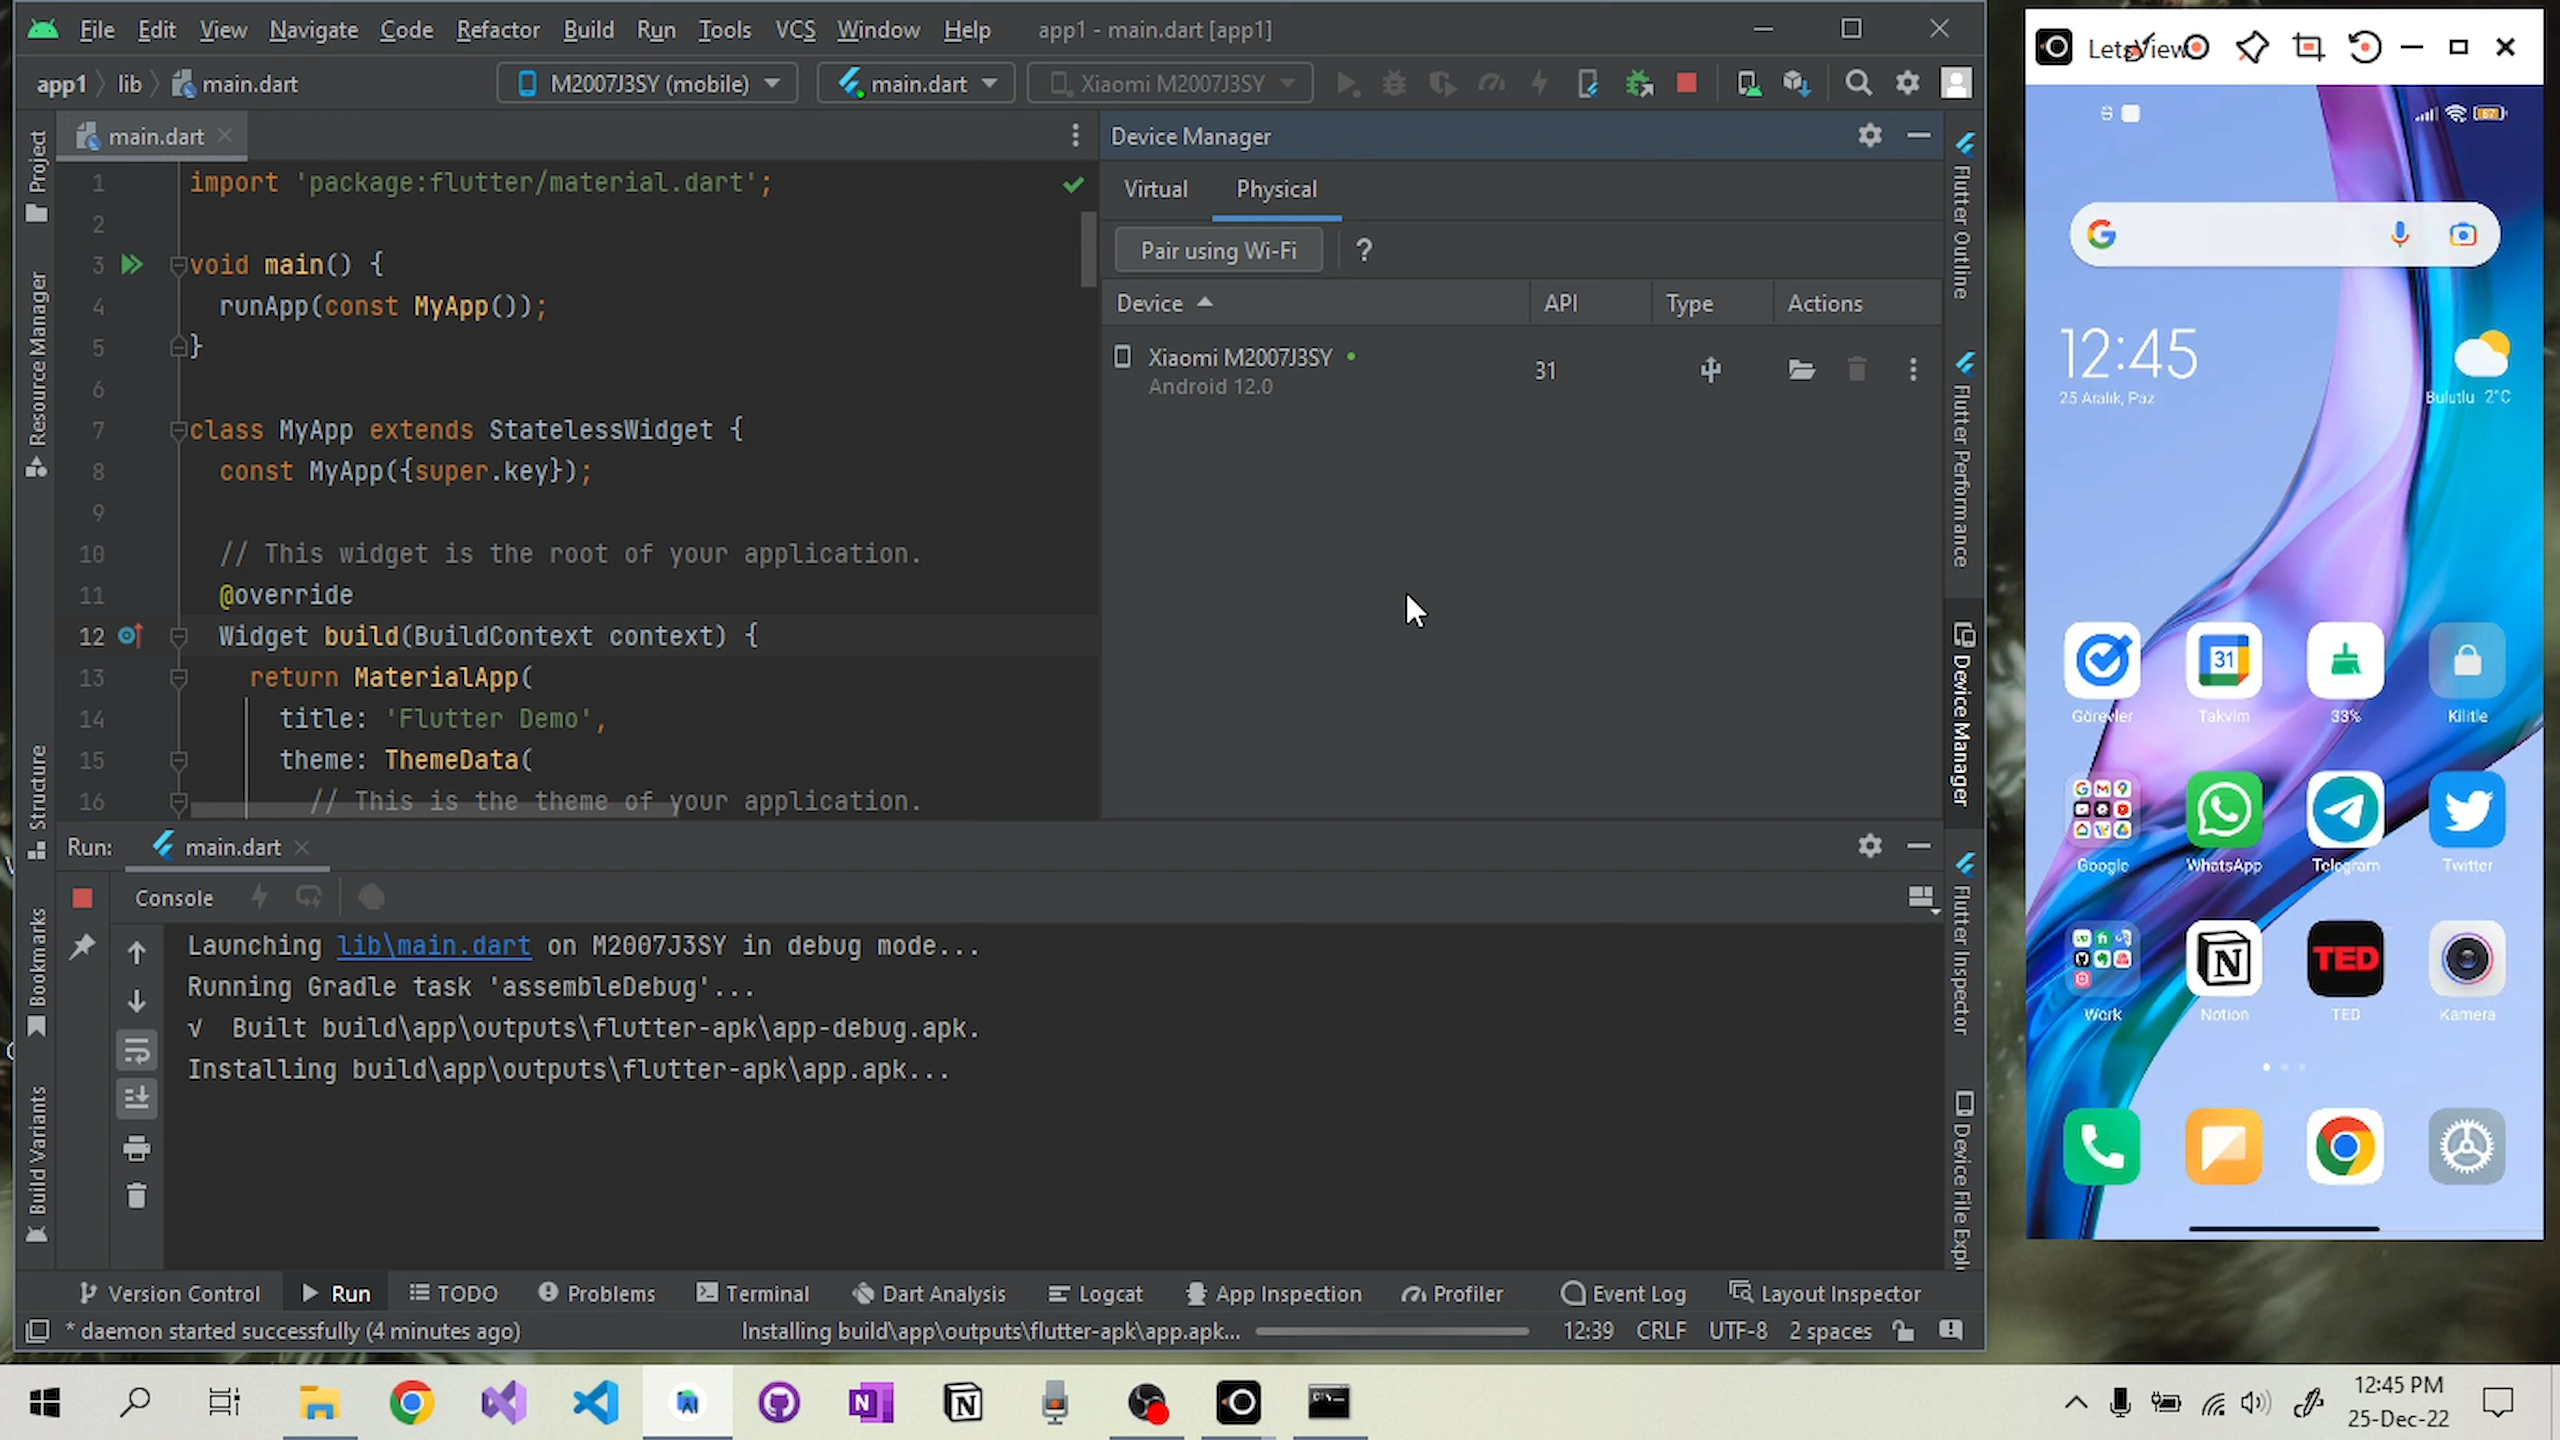 File Edit View Navigate Code Refactor Build Run Tools VCS Window Help app1 - main.dart [app1]
app1 lib main.dart M2007J3SY (mobile) main.dart Xiaomi M2007J3SY
main.dart
Project
Resource Manager
Structure
Bookmarks
Build Variants
1 import 'package:flutter/material.dart';
2
3 void main() {
4 runApp(const MyApp());
5 }
6
7 class MyApp extends StatelessWidget {
8 const MyApp({super.key});
9
10 // This widget is the root of your application.
11 @override
12 Widget build(BuildContext context) {
13 return MaterialApp(
14 title: 'Flutter Demo',
15 theme: ThemeData(
16 // This is the theme of your application.
Device Manager
Virtual Physical
Pair using Wi-Fi ?
Device API Type Actions
Xiaomi M2007J3SY 31
Android 12.0
Flutter Outline
Flutter Performance
Device Manager
Flutter Inspector
Device File Expl
Run: main.dart
Console
Launching lib\main.dart on M2007J3SY in debug mode...
Running Gradle task 'assembleDebug'...
√ Built build\app\outputs\flutter-apk\app-debug.apk.
Installing build\app\outputs\flutter-apk\app.apk...
Version Control Run TODO Problems Terminal Dart Analysis Logcat App Inspection Profiler Event Log Layout Inspector
* daemon started successfully (4 minutes ago) Installing build\app\outputs\flutter-apk\app.apk... 12:39 CRLF UTF-8 2 spaces
LetsView
12:45
25 Aralık, Paz
Bulutlu 2°C
31
Görevler Takvim 33% Kilitle
Google WhatsApp Telegram Twitter
TED
Work Notion TED Kamera
12:45 PM
25-Dec-22